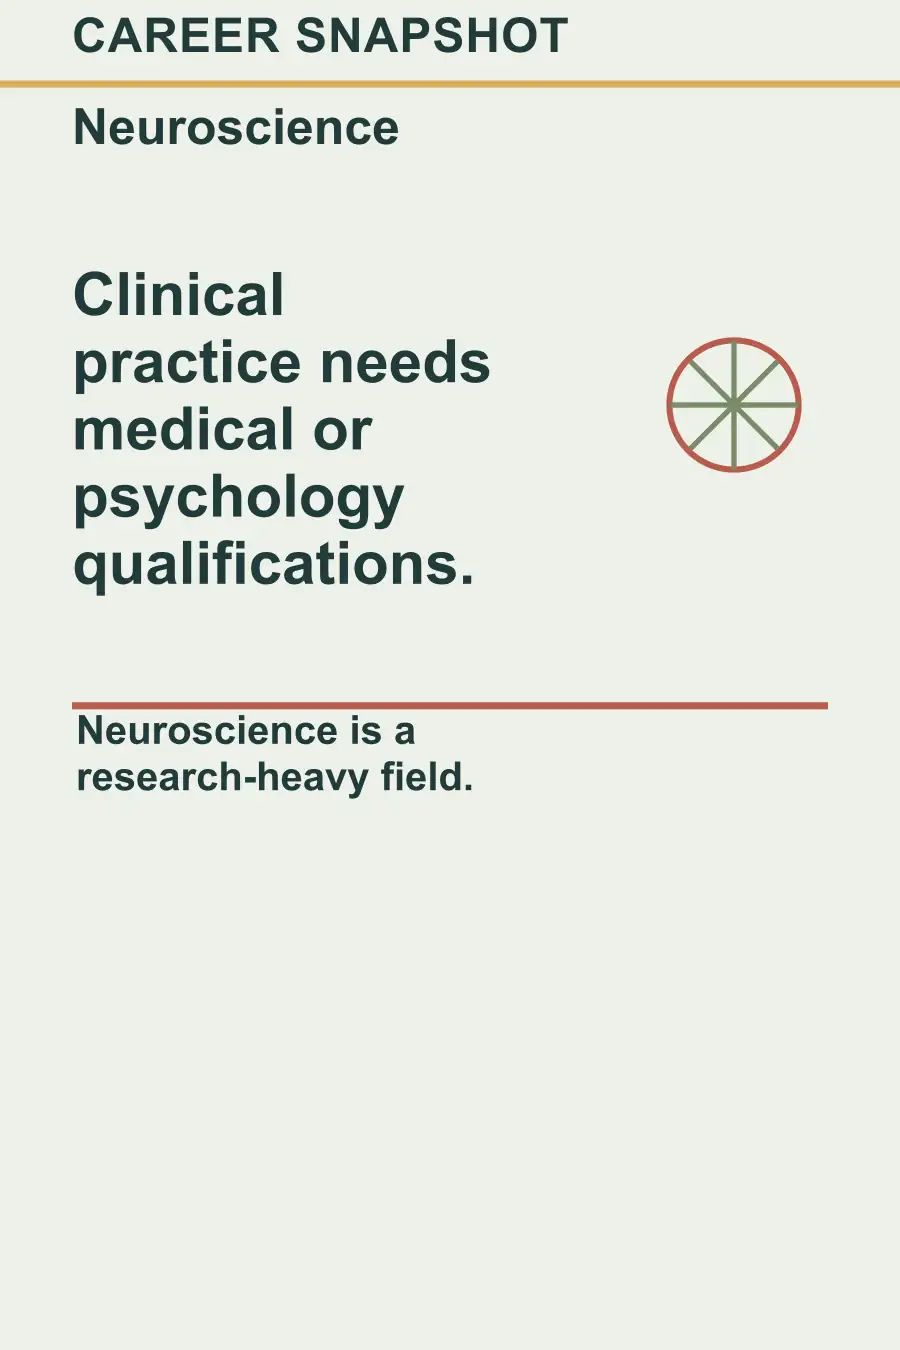 CAREER SNAPSHOT
Neuroscience
Clinical
practice needs
medical or
psychology
qualifications.
Neuroscience is a
research-heavy field.